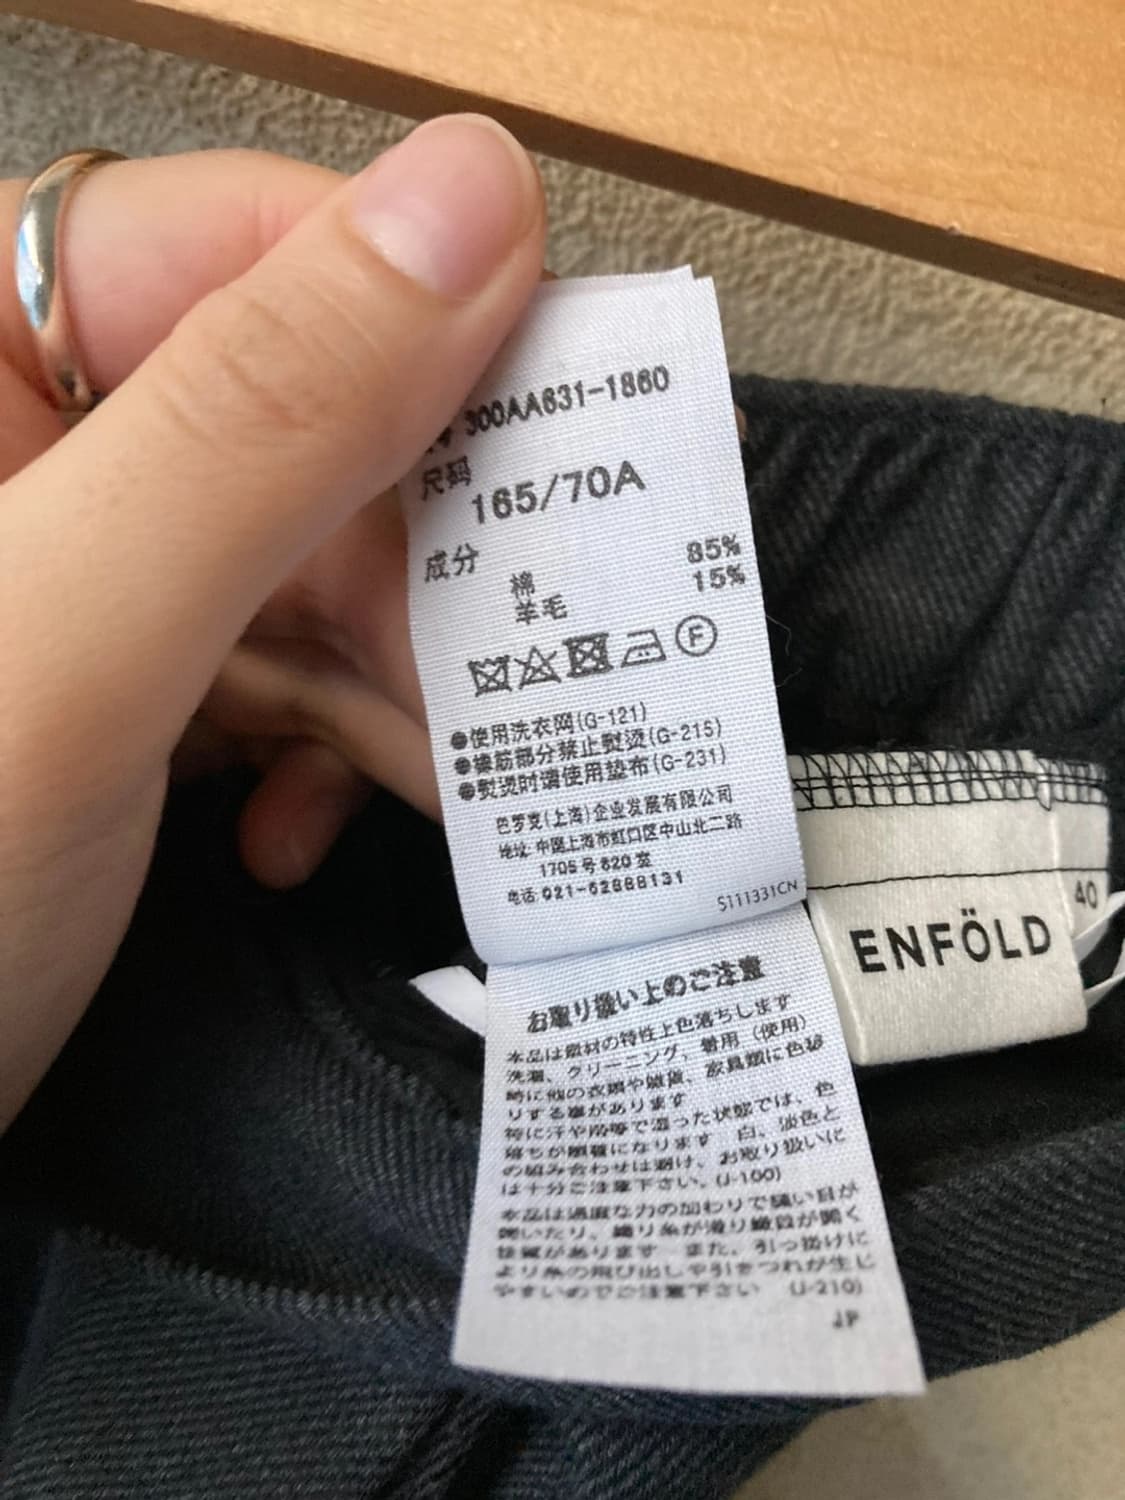 300AA631-1860
尺码
165/70A
成分
棉 85%
羊毛 15%
F
●使用洗衣网(G-121)
●橡筋部分禁止熨烫(G-215)
●熨烫时请使用垫布(G-231)
巴罗克(上海)企业发展有限公司
地址:中国上海市虹口区中山北二路
1705号820室
电话:021-62888131
S111331CN
40
ENFÖLD
お取り扱い上のご注意
本品は素材の特性上色落ちします
洗濯、クリーニング、着用(使用)
時に他の衣類や雑貨、家具類に色移
りする事があります
特に汗や雨等で湿った状態では、色
落ちが顕著になります 白、淡色と
の組み合わせは避け、お取り扱いに
は十分ご注意下さい。(J-100)
本品は過度な力の加わりで縫い目が
開いたり、織り糸が滑り縫目が開く
性質があります また、引っ掛けに
より糸の飛び出しや引きつれが生じ
やすいのでご注意下さい (J-210)
JP